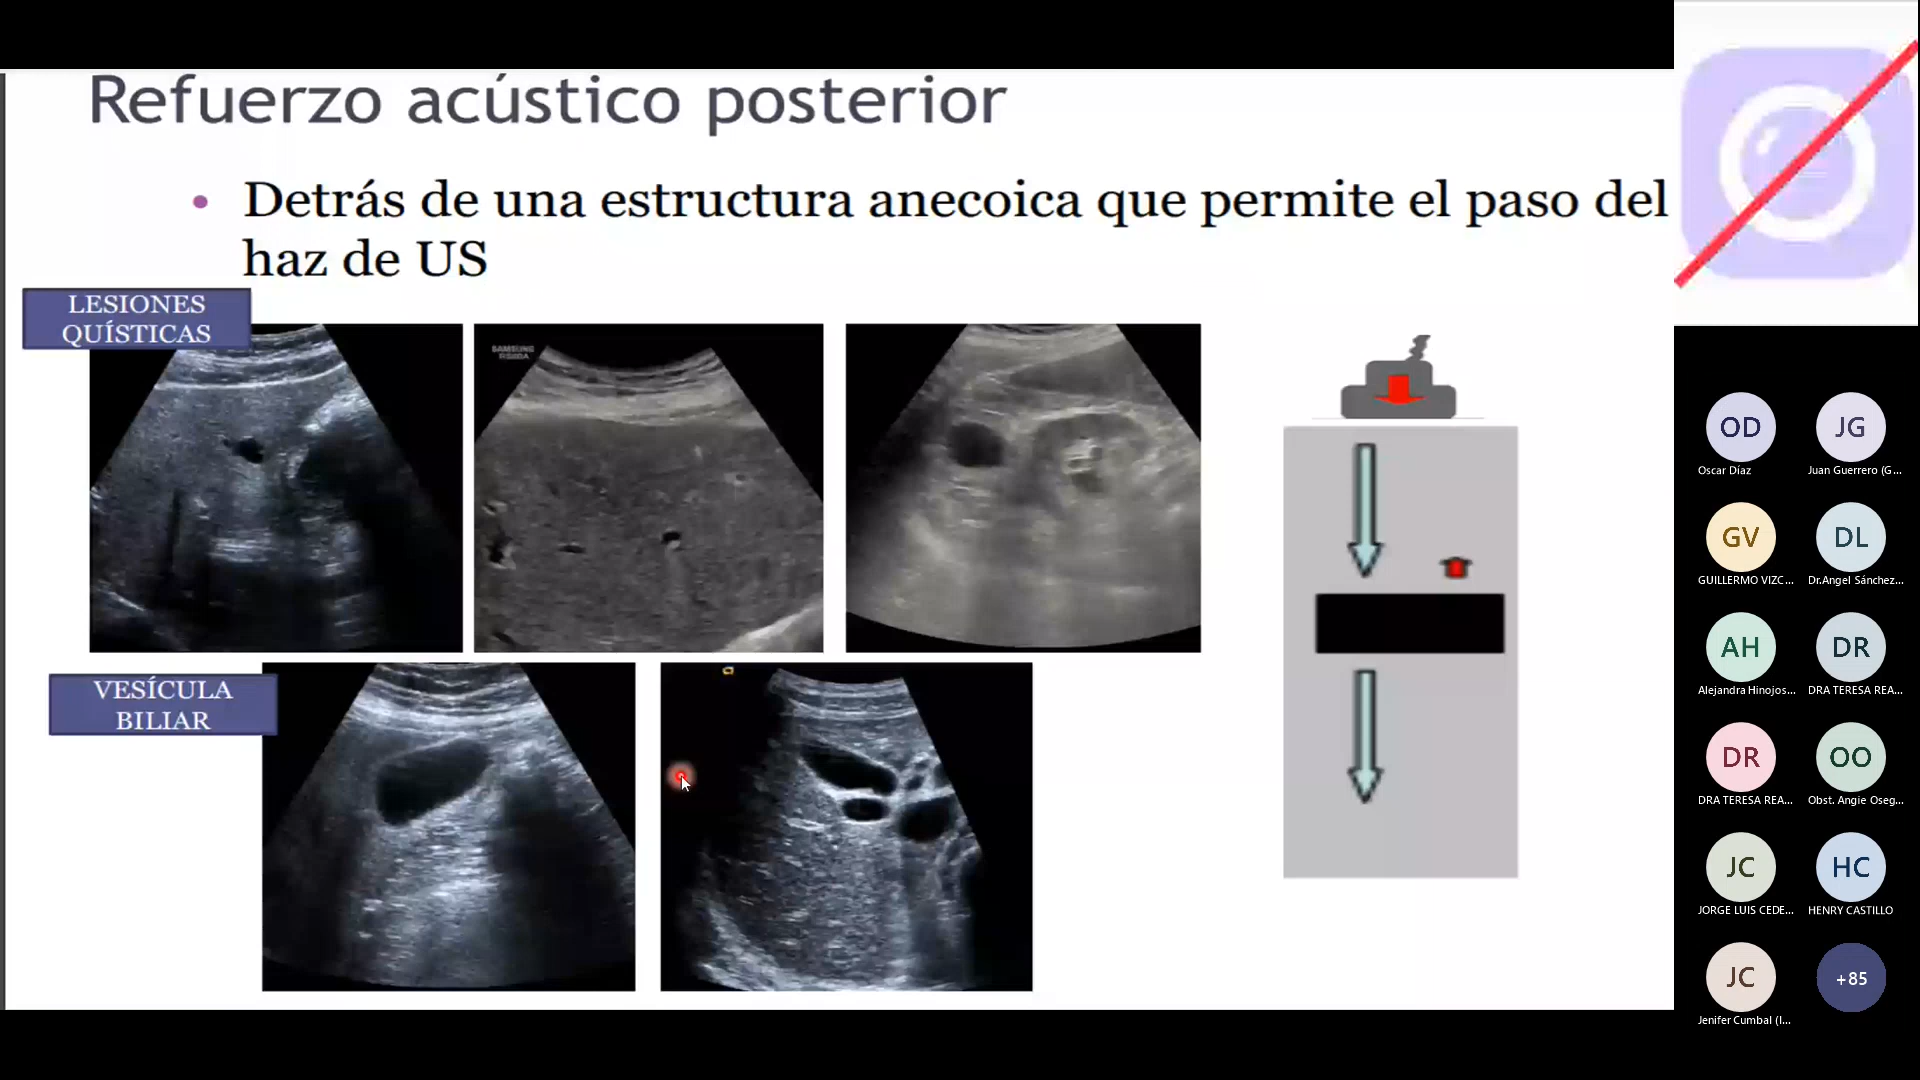 Refuerzo acústico posterior
• Detrás de una estructura anecoica que permite el paso del
haz de US
LESIONES
QUÍSTICAS
SAMSUNG
VESÍCULA
BILIAR
OD
JG
Oscar Díaz
Juan Guerrero (G...
GV
DL
GUILLERMO VIZC...
Dr.Angel Sánchez...
AH
DR
Alejandra Hinojos...
DRA TERESA REA...
DR
OO
DRA TERESA REA...
Obst. Angie Oseg...
JC
HC
JORGE LUIS CEDE...
HENRY CASTILLO
JC
+85
Jenifer Cumbal (I...